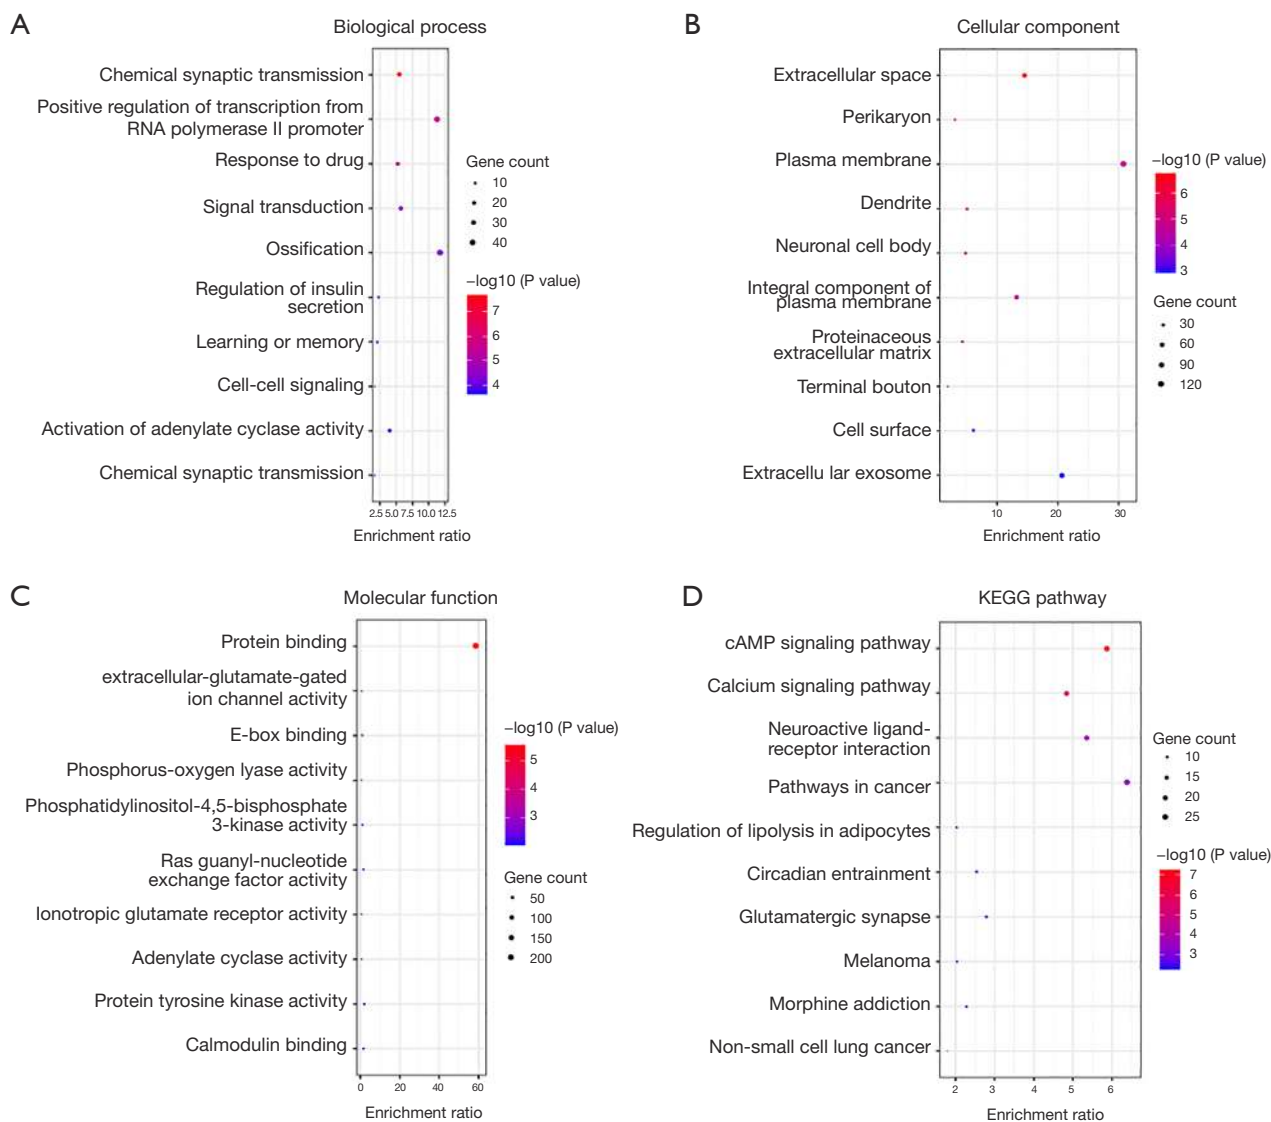 A
Biological process
Chemical synaptic transmission
Positive regulation of transcription from
RNA polymerase II promoter
Response to drug
Signal transduction
Ossification
Regulation of insulin
secretion
Learning or memory
Cell-cell signaling
Activation of adenylate cyclase activity
Chemical synaptic transmission
2.5 5.0 7.5 10.0 12.5
Enrichment ratio
Gene count
10
20
30
40
−log10 (P value)
7
6
5
4
B
Cellular component
Extracellular space
Perikaryon
Plasma membrane
Dendrite
Neuronal cell body
Integral component of
plasma membrane
Proteinaceous
extracellular matrix
Terminal bouton
Cell surface
Extracellu lar exosome
10 20 30
Enrichment ratio
−log10 (P value)
6
5
4
3
Gene count
30
60
90
120
C
Molecular function
Protein binding
extracellular-glutamate-gated
ion channel activity
E-box binding
Phosphorus-oxygen lyase activity
Phosphatidylinositol-4,5-bisphosphate
3-kinase activity
Ras guanyl-nucleotide
exchange factor activity
Ionotropic glutamate receptor activity
Adenylate cyclase activity
Protein tyrosine kinase activity
Calmodulin binding
0 20 40 60
Enrichment ratio
−log10 (P value)
5
4
3
Gene count
50
100
150
200
D
KEGG pathway
cAMP signaling pathway
Calcium signaling pathway
Neuroactive ligand-
receptor interaction
Pathways in cancer
Regulation of lipolysis in adipocytes
Circadian entrainment
Glutamatergic synapse
Melanoma
Morphine addiction
Non-small cell lung cancer
2 3 4 5 6
Enrichment ratio
Gene count
10
15
20
25
−log10 (P value)
7
6
5
4
3